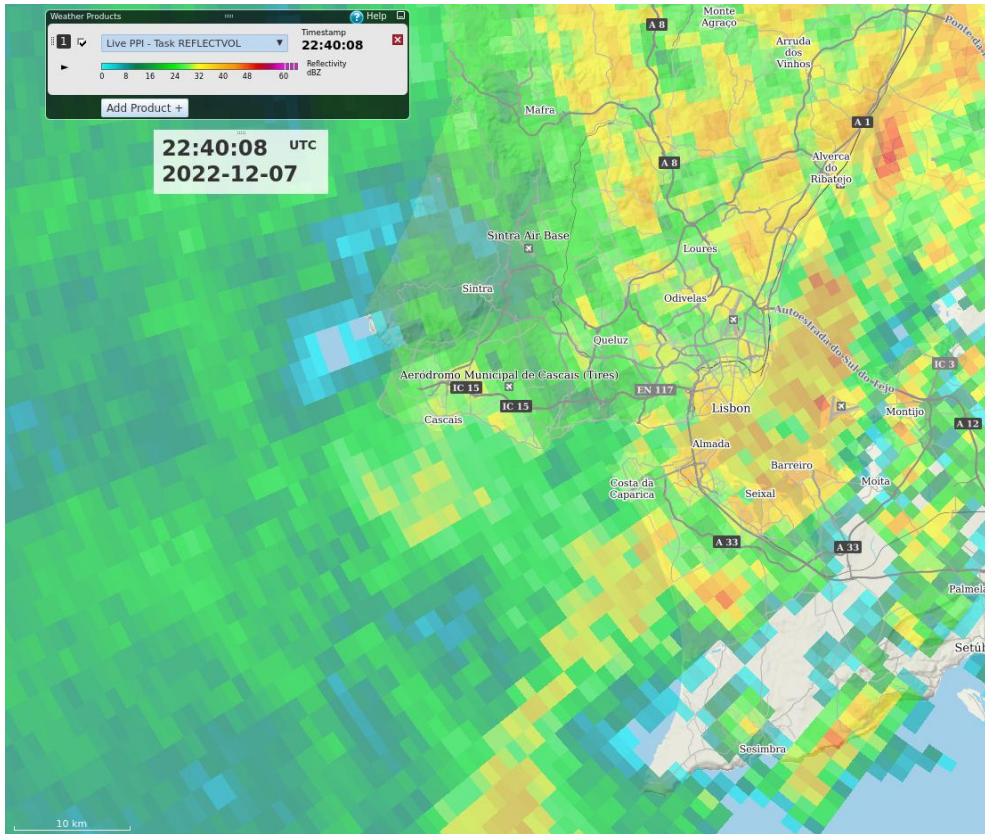 Weather Products
Help
1
Live PPI - Task REFLECTVOL
Timestamp
22:40:08
0 8 16 24 32 40 48 60
Reflectivity
dBZ
Add Product +
22:40:08 UTC
2022-12-07
Monte
Agraço
A 8
Arruda
dos
Vinhos
Mafra
A 1
A 8
Alverca
do
Ribatejo
Sintra Air Base
Loures
Sintra
Odivelas
Autoestrada do Sul do Tejo
Queluz
IC 3
Aeródromo Municipal de Cascais (Tires)
IC 15
EN 117
IC 15
Lisbon
Montijo
Cascais
A 12
Almada
Barreiro
Costa da
Caparica
Seixal
Moita
A 33
A 33
Palmela
Setúb
Sesimbra
10 km